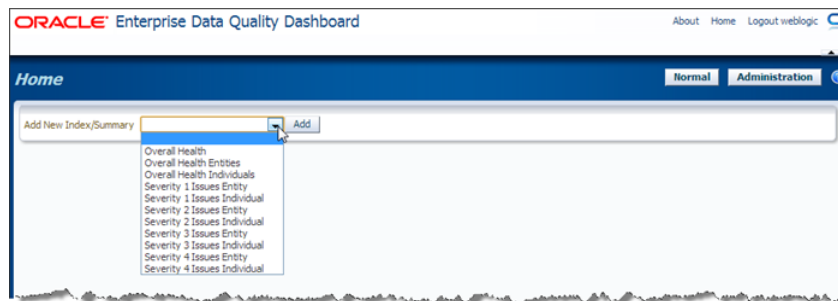 ORACLE® Enterprise Data Quality Dashboard
About Home Logout weblogic
Home
Normal Administration
Add New Index/Summary Add
Overall Health
Overall Health Entities
Overall Health Individuals
Severity 1 Issues Entity
Severity 1 Issues Individual
Severity 2 Issues Entity
Severity 2 Issues Individual
Severity 3 Issues Entity
Severity 3 Issues Individual
Severity 4 Issues Entity
Severity 4 Issues Individual